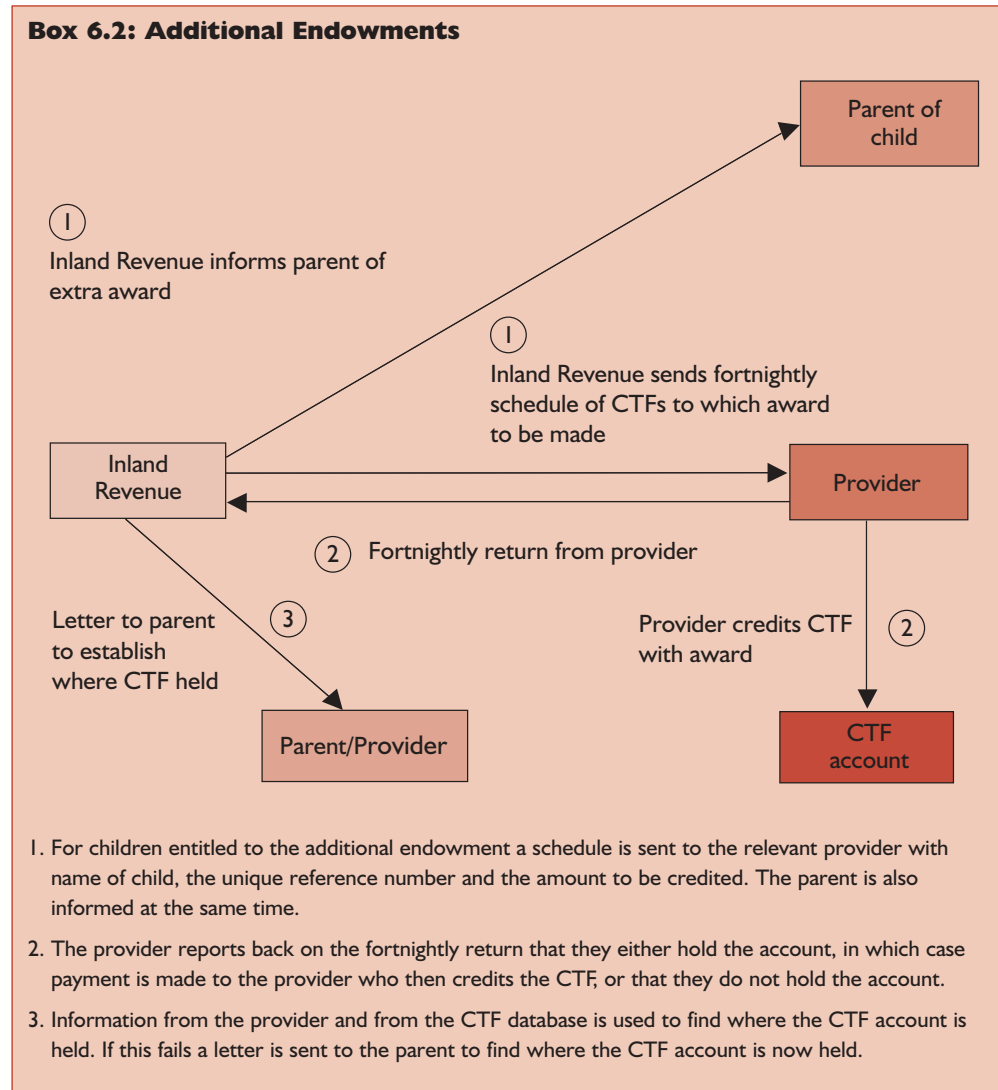 Box 6.2: Additional Endowments
Parent of
child
1
Inland Revenue informs parent of
extra award
1
Inland Revenue sends fortnightly
schedule of CTFs to which award
to be made
Inland
Revenue
Provider
2 Fortnightly return from provider
Letter to parent
to establish
where CTF held
3
Provider credits CTF
with award
2
Parent/Provider
CTF
account
1. For children entitled to the additional endowment a schedule is sent to the relevant provider with
name of child, the unique reference number and the amount to be credited. The parent is also
informed at the same time.
2. The provider reports back on the fortnightly return that they either hold the account, in which case
payment is made to the provider who then credits the CTF, or that they do not hold the account.
3. Information from the provider and from the CTF database is used to find where the CTF account is
held. If this fails a letter is sent to the parent to find where the CTF account is now held.